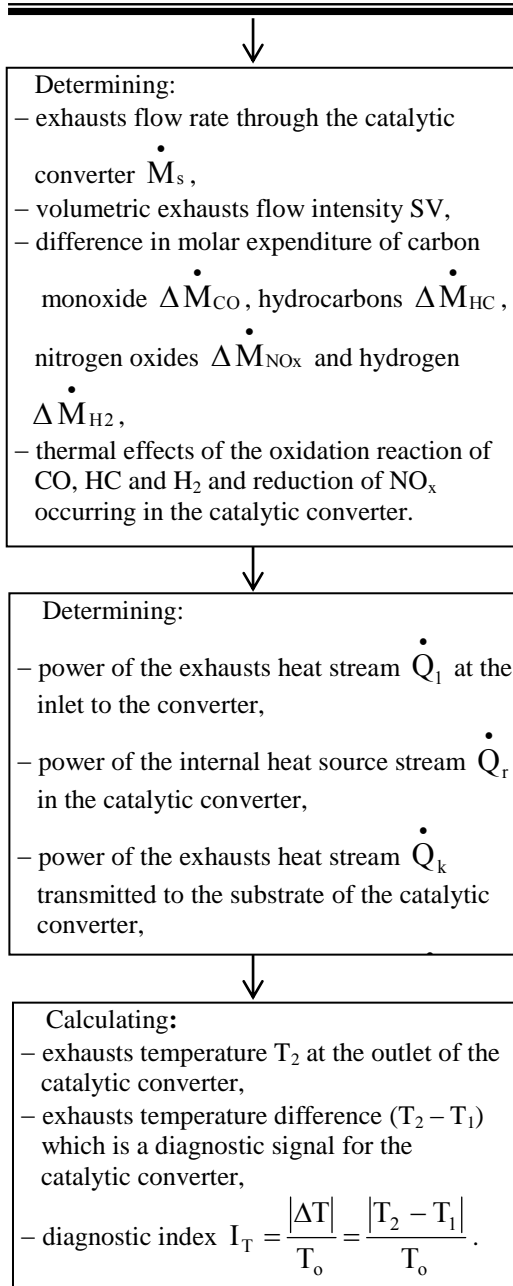 Determining:
– exhausts flow rate through the catalytic
converter Ṁs,
– volumetric exhausts flow intensity SV,
– difference in molar expenditure of carbon
monoxide Δ ṀCO, hydrocarbons Δ ṀHC,
nitrogen oxides Δ ṀNOx and hydrogen
Δ ṀH2,
– thermal effects of the oxidation reaction of
CO, HC and H₂ and reduction of NOₓ
occurring in the catalytic converter.
Determining:
– power of the exhausts heat stream Q̇₁ at the
inlet to the converter,
– power of the internal heat source stream Q̇ᵣ
in the catalytic converter,
– power of the exhausts heat stream Q̇ₖ
transmitted to the substrate of the catalytic
converter,
Calculating:
– exhausts temperature T₂ at the outlet of the
catalytic converter,
– exhausts temperature difference (T₂ – T₁)
which is a diagnostic signal for the
catalytic converter,
– diagnostic index I_T = |ΔT| / Tₒ = |T₂ – T₁| / Tₒ .